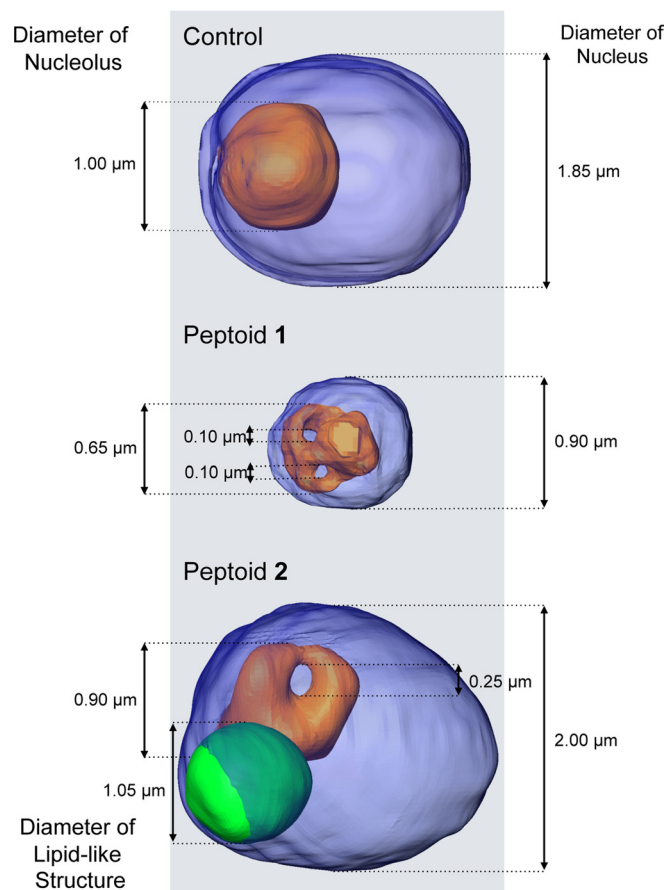 Diameter of
Nucleolus
Control
Diameter of
Nucleus
1.00 µm
1.85 µm
Peptoid 1
0.65 µm
0.10 µm
0.10 µm
0.90 µm
Peptoid 2
0.90 µm
0.25 µm
2.00 µm
1.05 µm
Diameter of
Lipid-like
Structure